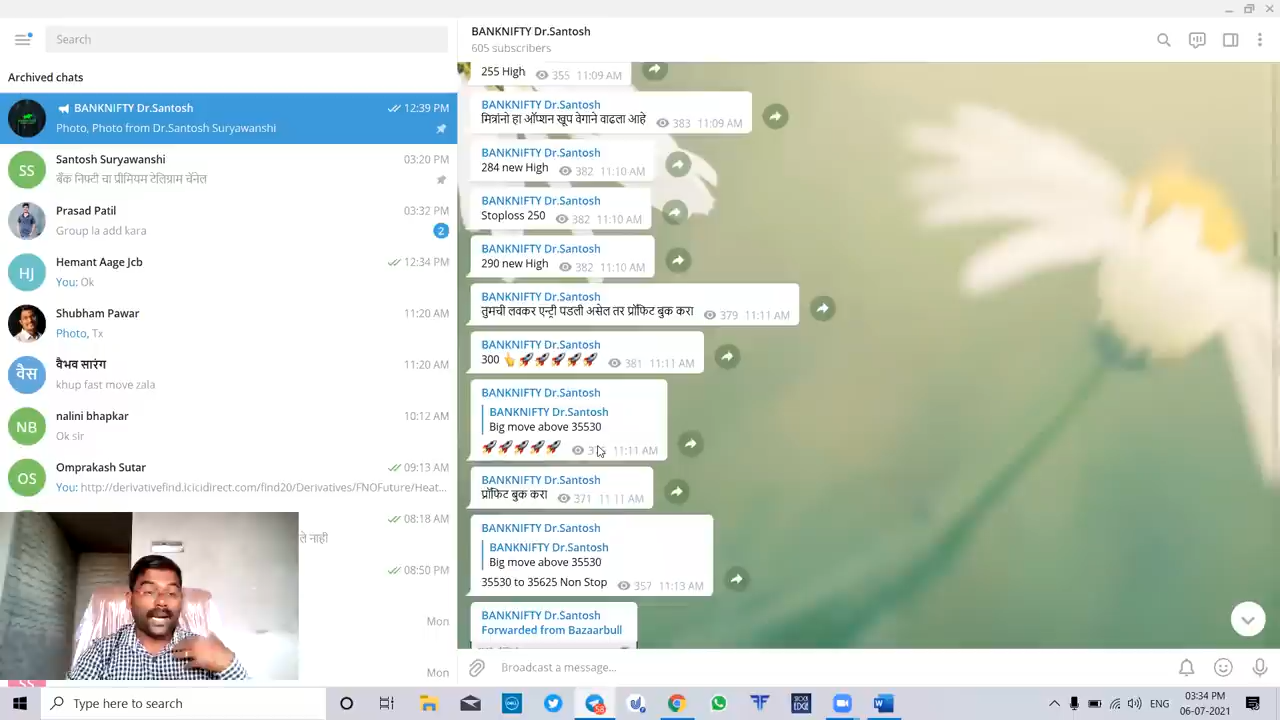 Search
Archived chats
BANKNIFTY Dr.Santosh
12:39 PM
Photo, Photo from Dr.Santosh Suryawanshi
SS
Santosh Suryawanshi
03:20 PM
बँक निफ्टी चा प्रीमियम टेलिग्राम चॅनेल
Prasad Patil
03:32 PM
Group la add kara
2
HJ
Hemant Aage Jcb
12:34 PM
You: Ok
Shubham Pawar
11:20 AM
Photo, Tx
वैस
वैभव सारंग
11:20 AM
khup fast move zala
NB
nalini bhapkar
10:12 AM
Ok sir
OS
Omprakash Sutar
09:13 AM
You: http://derivativefind.icicidirect.com/find20/Derivatives/FNOFuture/Heat...
08:18 AM
ले नाही
08:50 PM
Mon
Mon
BANKNIFTY Dr.Santosh
605 subscribers
255 High 355 11:09 AM
BANKNIFTY Dr.Santosh
मित्रांनो हा ऑप्शन खूप वेगाने वाढला आहे 383 11:09 AM
BANKNIFTY Dr.Santosh
284 new High 382 11:10 AM
BANKNIFTY Dr.Santosh
Stoploss 250 382 11:10 AM
BANKNIFTY Dr.Santosh
290 new High 382 11:10 AM
BANKNIFTY Dr.Santosh
तुमची लवकर एन्ट्री पडली असेल तर प्रॉफिट बुक करा 379 11:11 AM
BANKNIFTY Dr.Santosh
300 👆🚀🚀🚀🚀🚀 381 11:11 AM
BANKNIFTY Dr.Santosh
BANKNIFTY Dr.Santosh
Big move above 35530
🚀🚀🚀🚀🚀 11:11 AM
BANKNIFTY Dr.Santosh
प्रॉफिट बुक करा 371 11:11 AM
BANKNIFTY Dr.Santosh
BANKNIFTY Dr.Santosh
Big move above 35530
35530 to 35625 Non Stop 357 11:13 AM
BANKNIFTY Dr.Santosh
Forwarded from Bazaarbull
Broadcast a message...
Type here to search
DELL
58
STOCK EDGE
ENG
03:34 PM
06-07-2021